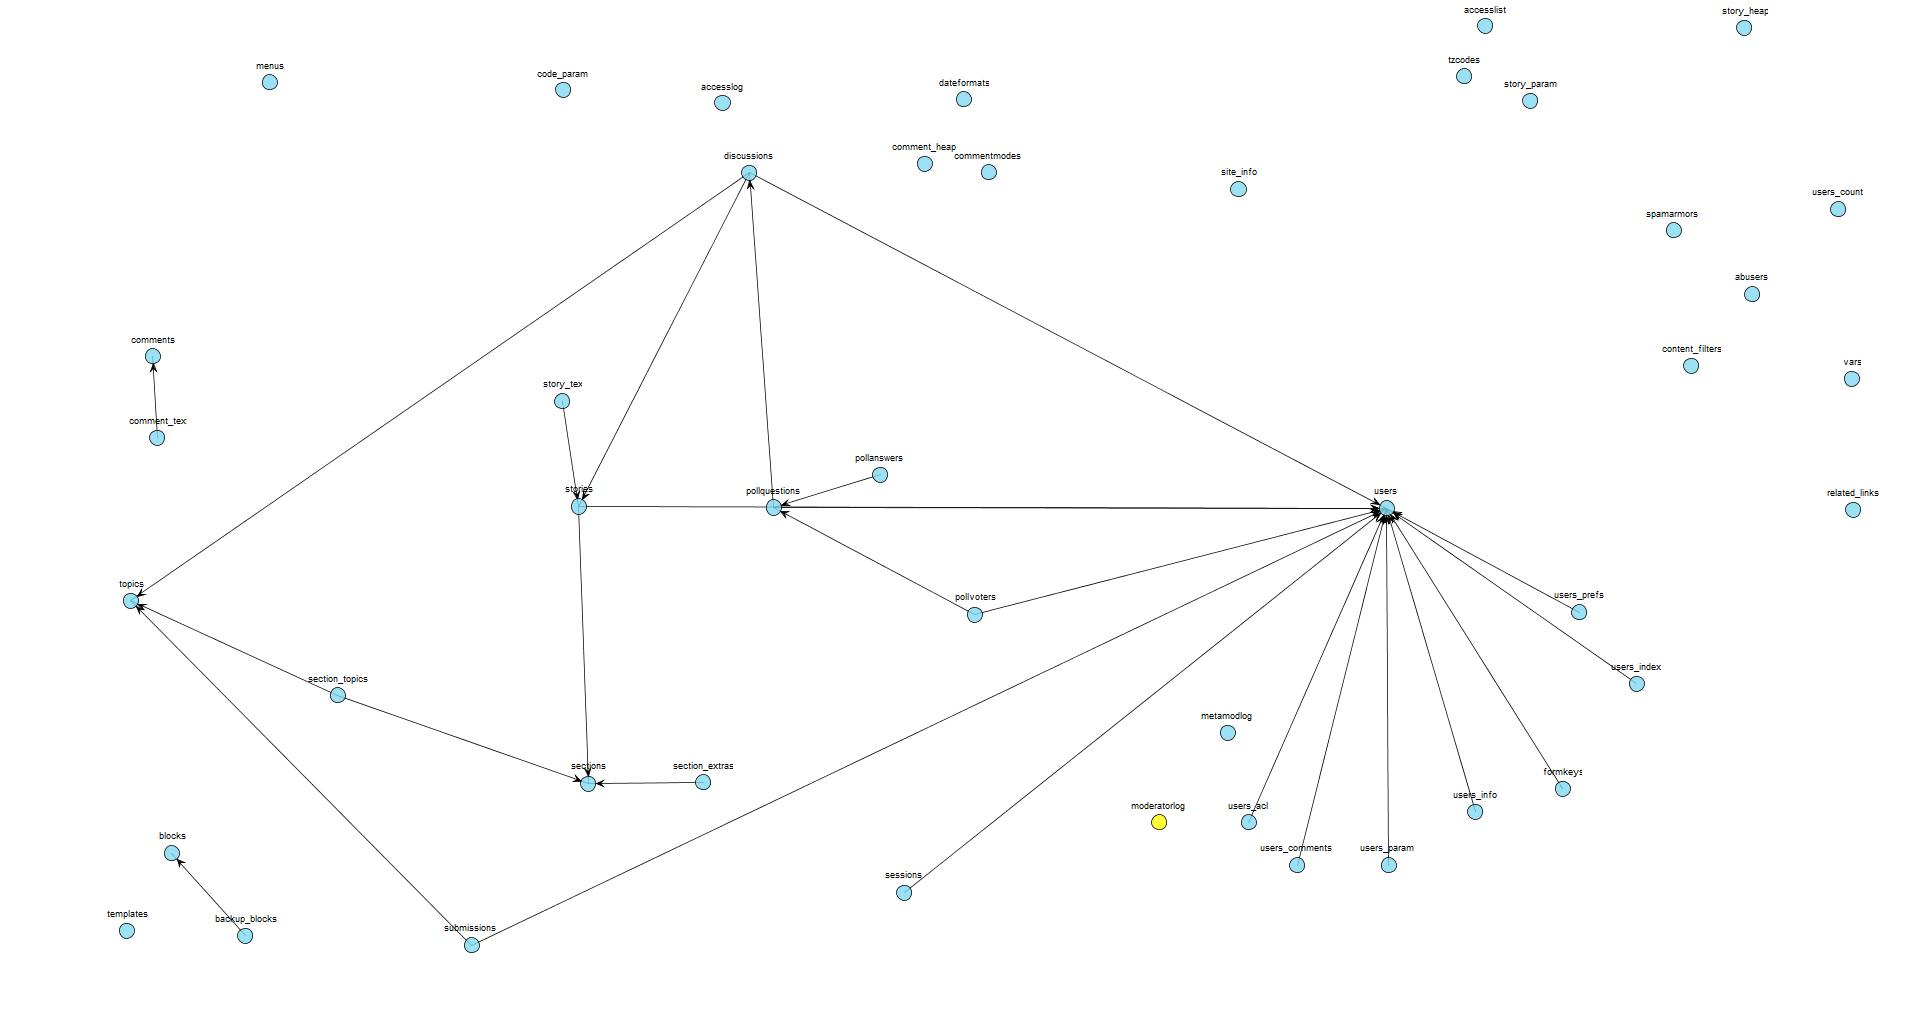 accesslist
story_heap
tzcodes
menus
code_param
story_param
dateformats
accesslog
comment_heap
discussions
commentmodes
site_info
users_count
spamarmors
abusers
comments
content_filters
vars
story_tex
comment_tex
pollanswers
stories
pollquestions
users
related_links
topics
users_prefs
pollvoters
users_index
section_topics
metamodlog
sections
section_extras
formkeys
users_info
moderatorlog
users_acl
blocks
users_comments
users_param
sessions
templates
backup_blocks
submissions